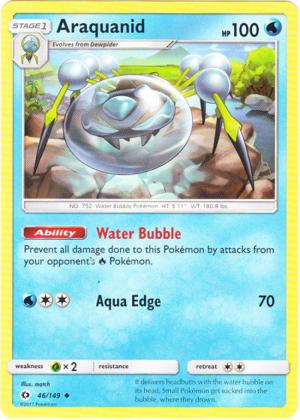 STAGE 1 Araquanid HP 100
Evolves from Dewpider
NO. 752 Water Bubble Pokémon HT: 5'11" WT: 180.8 lbs.
Ability Water Bubble
Prevent all damage done to this Pokémon by attacks from
your opponent's Pokémon.
Aqua Edge 70
weakness ×2 resistance retreat
Illus. match
46/149
©2017 Pokémon
It delivers headbutts with the water bubble on its
head. Small Pokémon get sucked into the bubble,
where they drown.